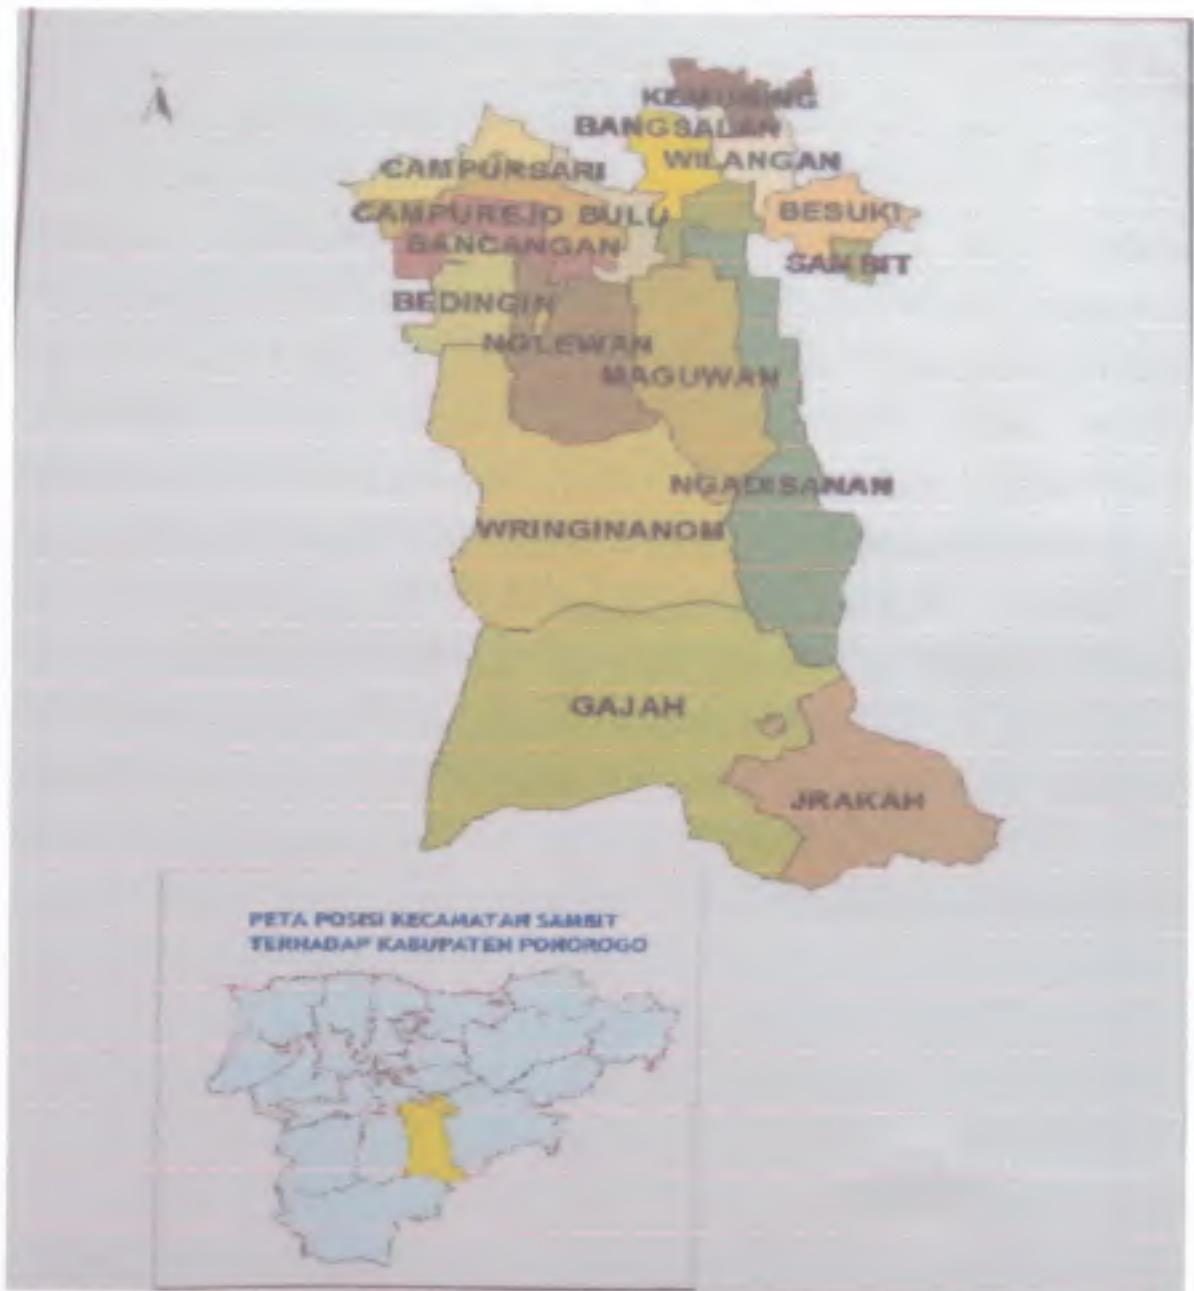 KEMUNING
BANGSALAN
WILANGAN
CAMPURSARI
CAMPUREJO BULU
BESUKI
BANCANGAN
SAMBIT
BEDINGIN
NGLEWAN
MAGUWAN
NGADISANAN
WRINGINANOM
GAJAH
JRAKAH
PETA POSISI KECAMATAN SAMBIT
TERHADAP KABUPATEN PONOROGO